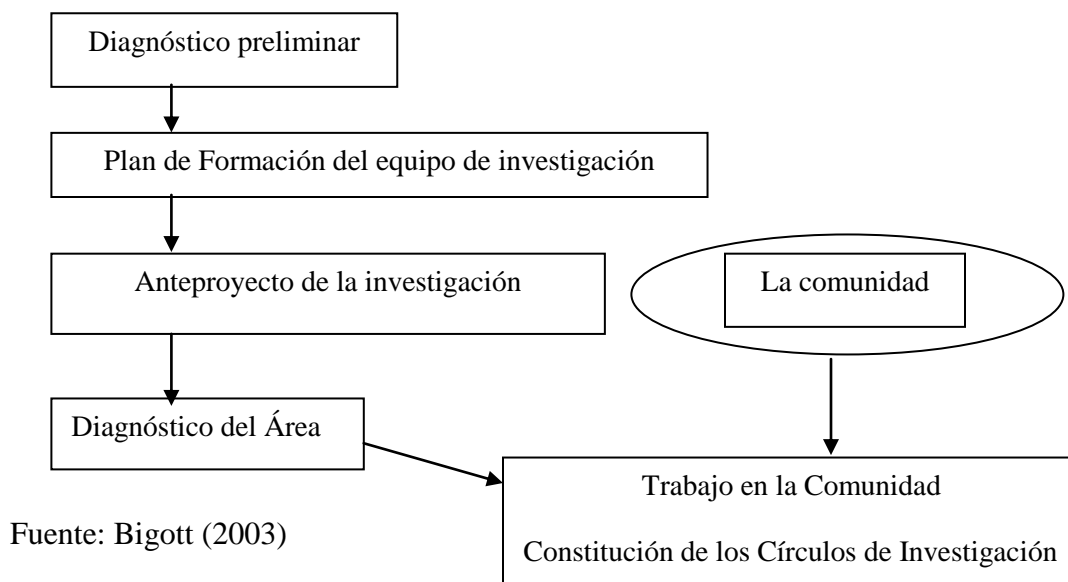 Diagnóstico preliminar
Plan de Formación del equipo de investigación
Anteproyecto de la investigación
La comunidad
Diagnóstico del Área
Trabajo en la Comunidad
Constitución de los Círculos de Investigación
Fuente: Bigott (2003)